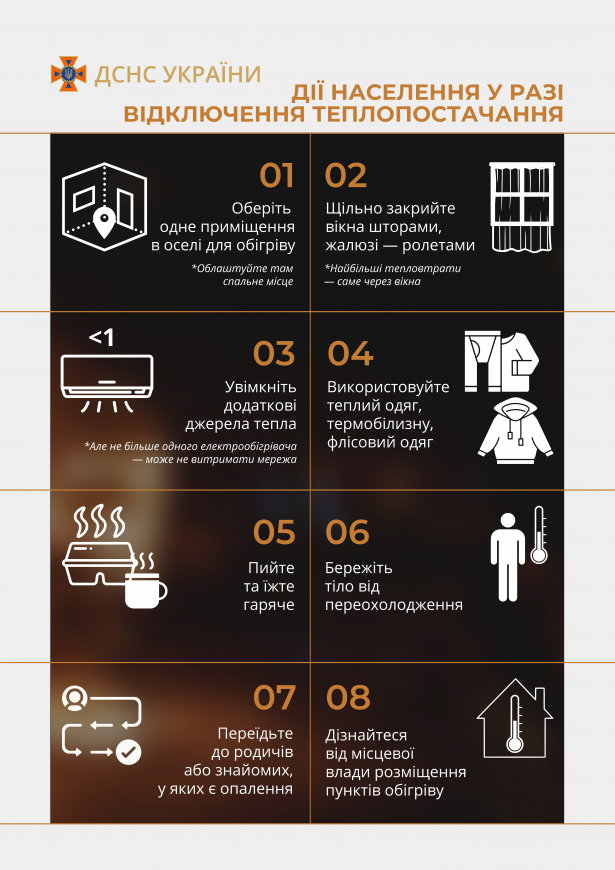 ДСНС УКРАЇНИ
ДІЇ НАСЕЛЕННЯ У РАЗІ
ВІДКЛЮЧЕННЯ ТЕПЛОПОСТАЧАННЯ
01
Оберіть
одне приміщення
в оселі для обігріву
*Облаштуйте там
спальне місце
02
Щільно закрийте
вікна шторами,
жалюзі — ролетами
*Найбільші тепловтрати
— саме через вікна
<1
03
Увімкніть
додаткові
джерела тепла
*Але не більше одного електрообігрівача
— може не витримати мережа
04
Використовуйте
теплий одяг,
термобілизну,
флісовий одяг
05
Пийте
та їжте
гаряче
06
Бережіть
тіло від
переохолодження
07
Переїдьте
до родичів
або знайомих,
у яких є опалення
08
Дізнайтеся
від місцевої
влади розміщення
пунктів обігріву